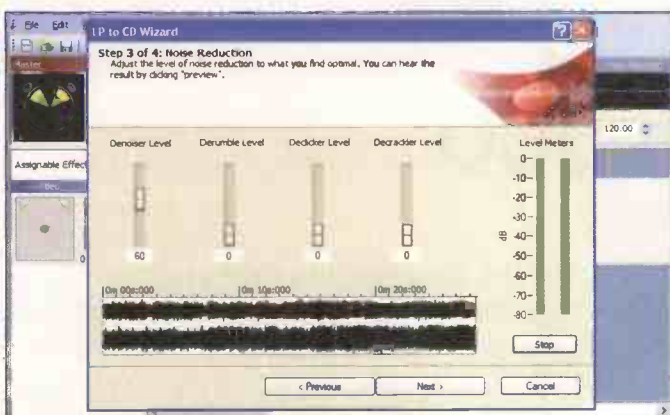 File Edit
LP to CD Wizard
Master
Step 3 of 4: Noise Reduction
Adjust the level of noise reduction to what you find optimal. You can hear the
result by clicking "preview".
120.00
Denoiser Level Derumble Level Declicker Level Decrackler Level Level Meters
Assignable Effect
0-
-10-
-20-
-30-
dB -40-
-50-
-60-
-70-
-80-
60 0 0 0
0m 00s:000 0m 10s:000 0m 20s:000
Stop
< Previous Next > Cancel